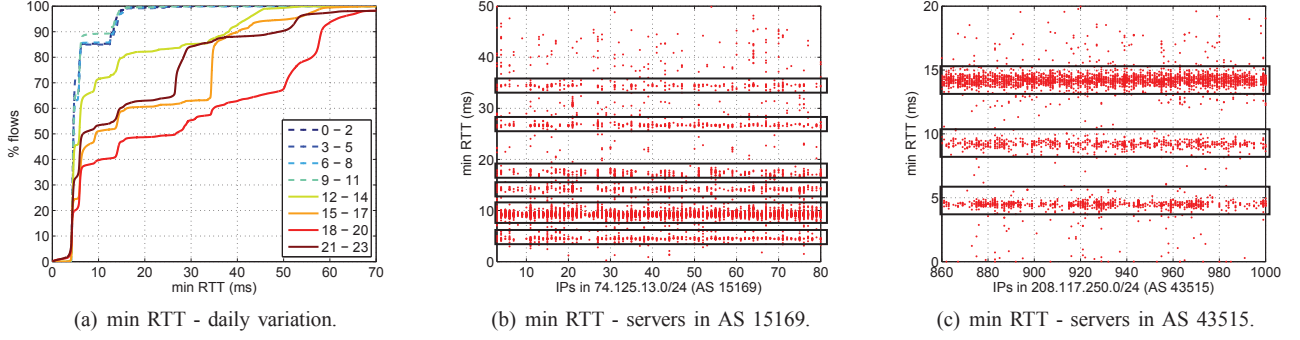 100
90
80
70
60
50
40
30
20
10
0
% flows
0 10 20 30 40 50 60 70
min RTT (ms)
0 − 2
3 − 5
6 − 8
9 − 11
12 − 14
15 − 17
18 − 20
21 − 23
(a) min RTT - daily variation.
50
40
30
20
10
0
min RTT (ms)
10 20 30 40 50 60 70 80
IPs in 74.125.13.0/24 (AS 15169)
(b) min RTT - servers in AS 15169.
20
15
10
5
0
min RTT (ms)
860 880 900 920 940 960 980 1000
IPs in 208.117.250.0/24 (AS 43515)
(c) min RTT - servers in AS 43515.